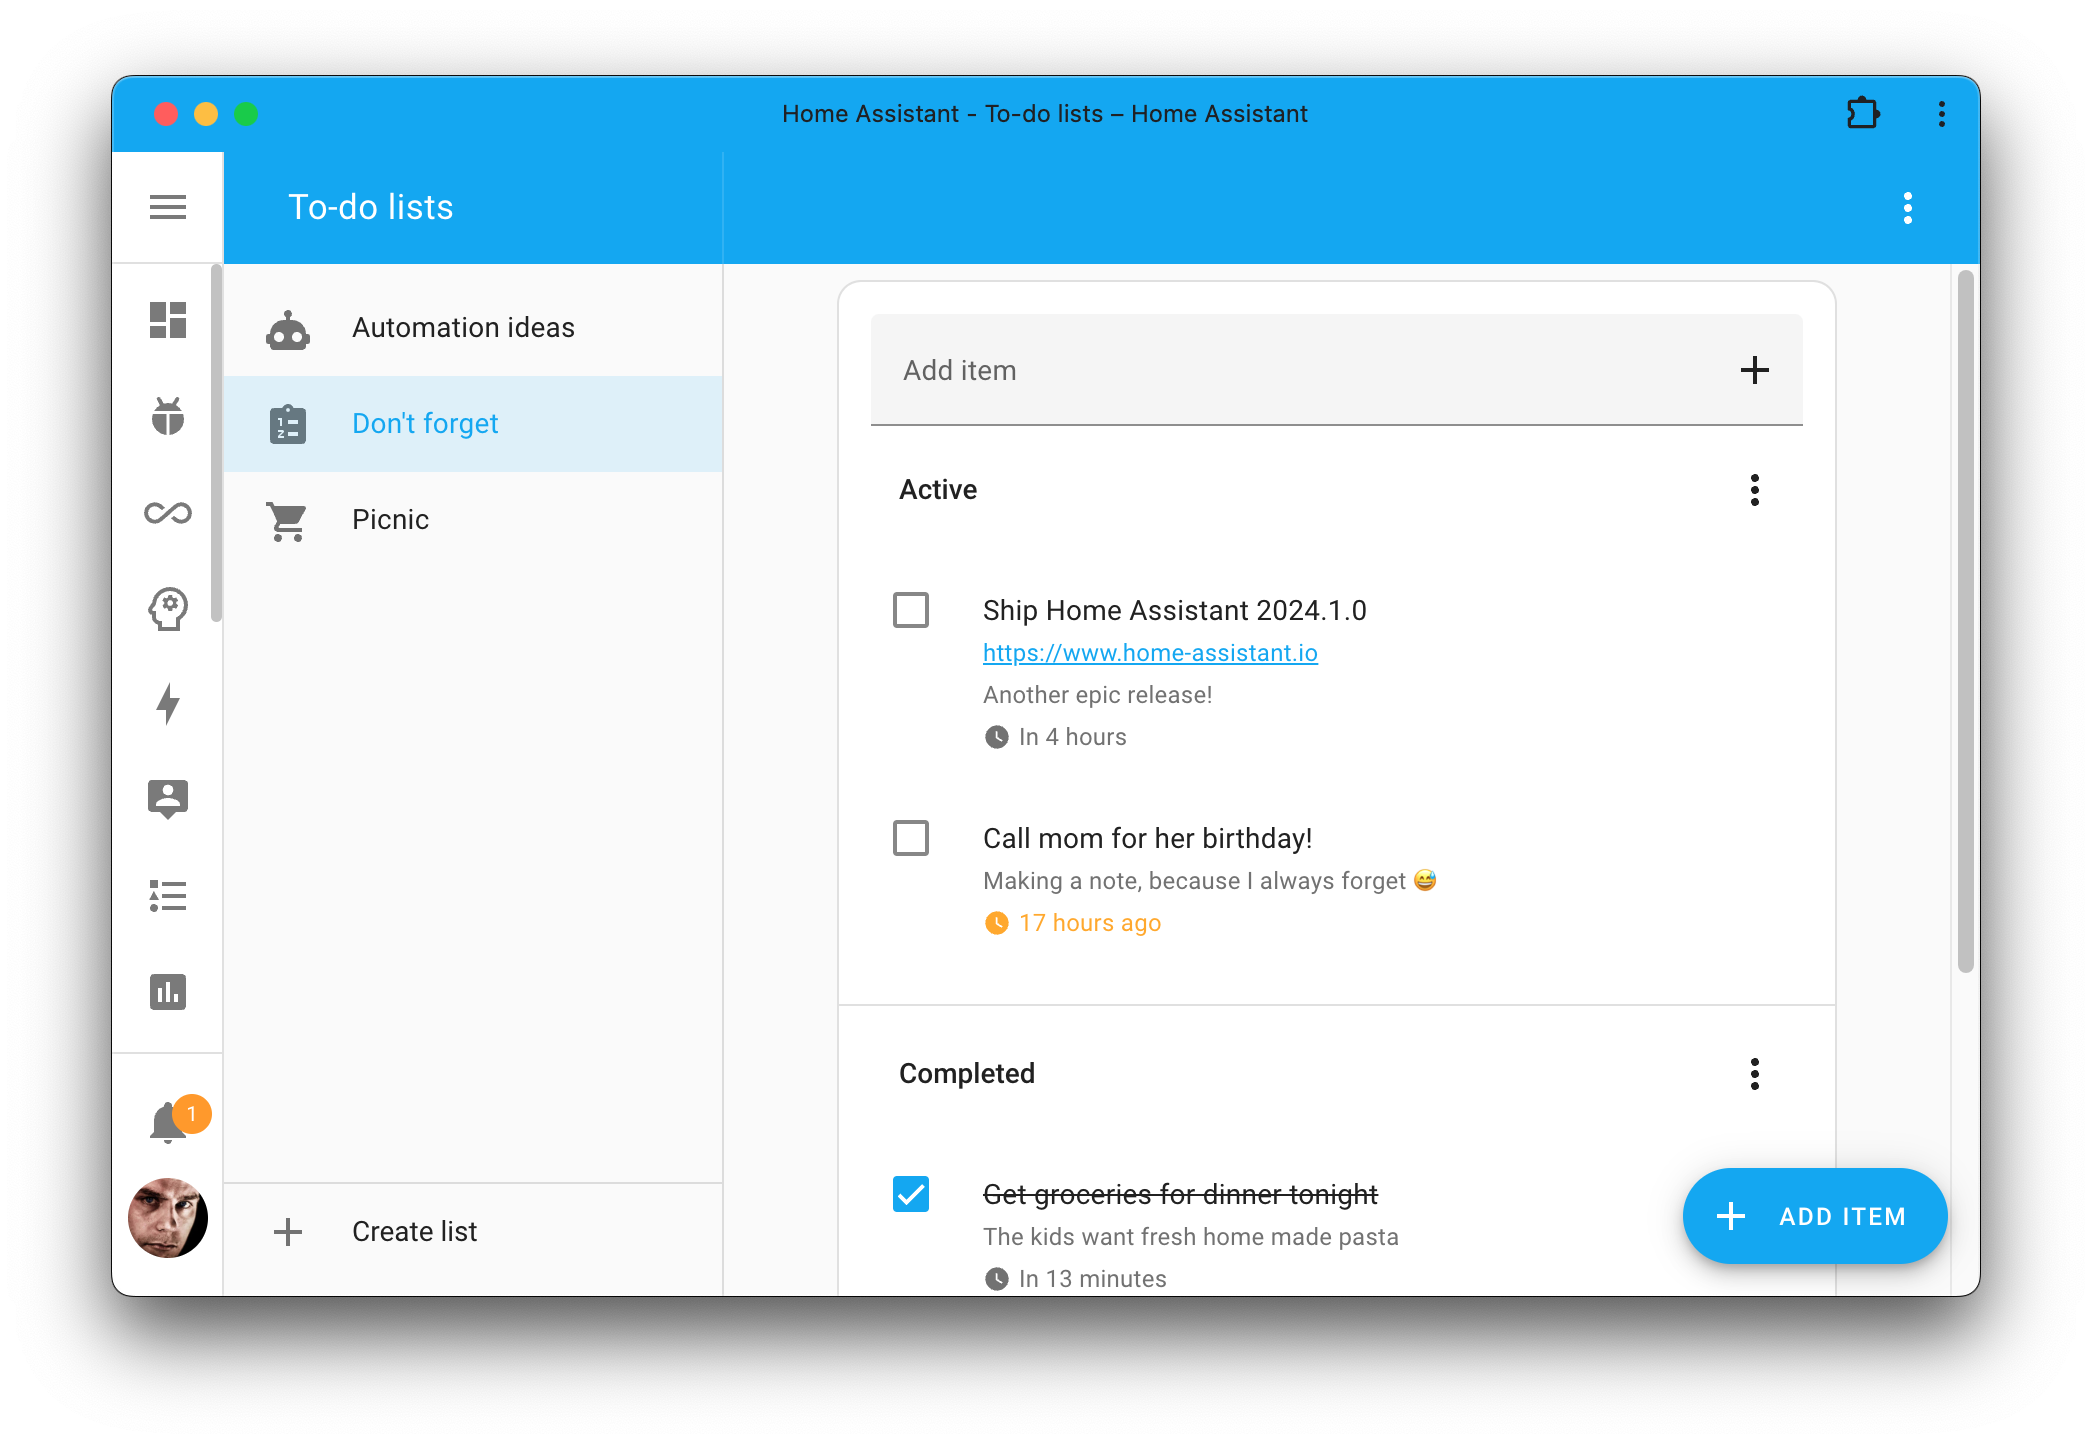 Home Assistant - To-do lists – Home Assistant
To-do lists
Automation ideas
Don't forget
Picnic
Create list
1
Add item
Active
Ship Home Assistant 2024.1.0
https://www.home-assistant.io
Another epic release!
In 4 hours
Call mom for her birthday!
Making a note, because I always forget 😅
17 hours ago
Completed
Get groceries for dinner tonight
The kids want fresh home made pasta
In 13 minutes
ADD ITEM